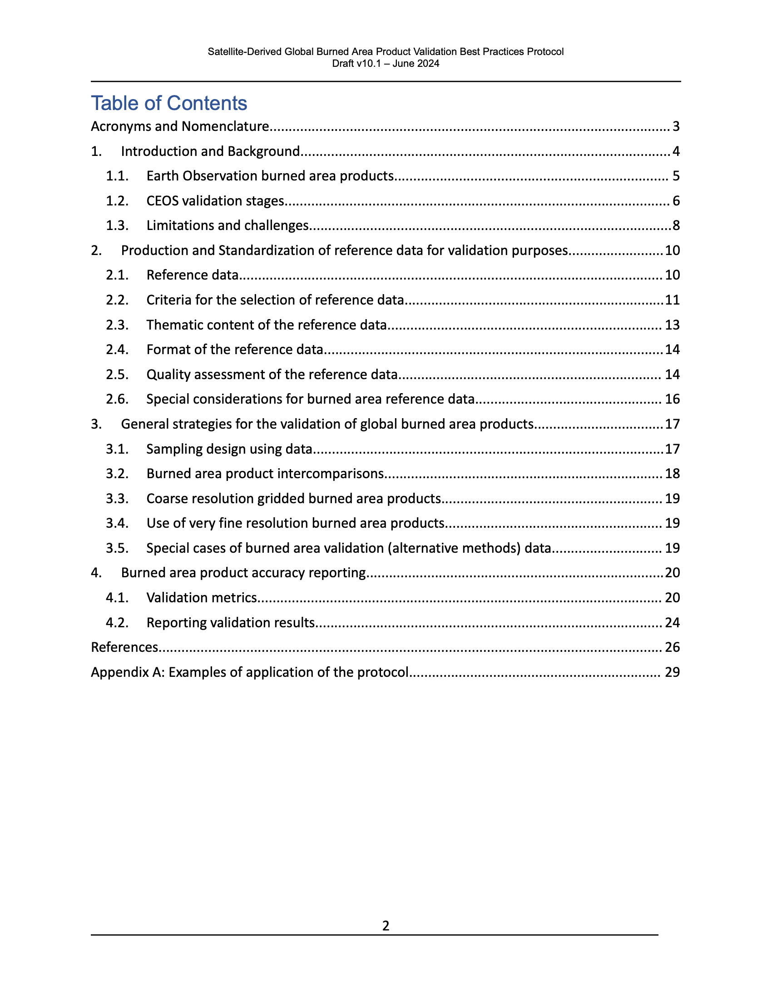 Satellite-Derived Global Burned Area Product Validation Best Practices Protocol
Draft v10.1 – June 2024
Table of Contents
Acronyms and Nomenclature 3
1. Introduction and Background 4
1.1. Earth Observation burned area products 5
1.2. CEOS validation stages 6
1.3. Limitations and challenges 8
2. Production and Standardization of reference data for validation purposes 10
2.1. Reference data 10
2.2. Criteria for the selection of reference data 11
2.3. Thematic content of the reference data 13
2.4. Format of the reference data 14
2.5. Quality assessment of the reference data 14
2.6. Special considerations for burned area reference data 16
3. General strategies for the validation of global burned area products 17
3.1. Sampling design using data 17
3.2. Burned area product intercomparisons 18
3.3. Coarse resolution gridded burned area products 19
3.4. Use of very fine resolution burned area products 19
3.5. Special cases of burned area validation (alternative methods) data 19
4. Burned area product accuracy reporting 20
4.1. Validation metrics 20
4.2. Reporting validation results 24
References 26
Appendix A: Examples of application of the protocol 29
2